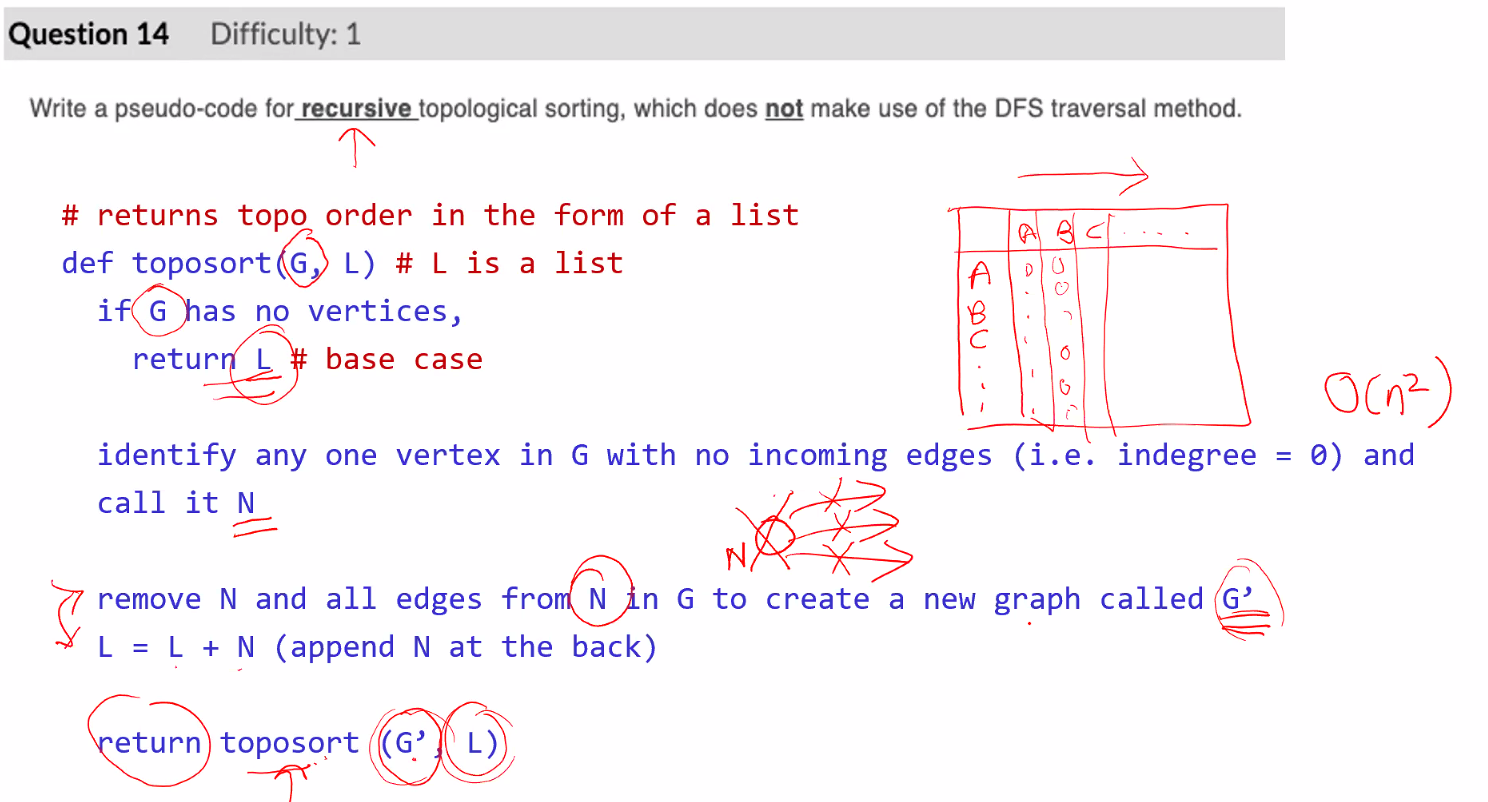 Question 14 Difficulty: 1
Write a pseudo-code for recursive topological sorting, which does not make use of the DFS traversal method.
# returns topo order in the form of a list
def toposort(G, L) # L is a list
if G has no vertices,
return L # base case
A B C . . . .
A 0 0
0
B
C
0
0
O(n²)
identify any one vertex in G with no incoming edges (i.e. indegree = 0) and
call it N
N
remove N and all edges from N in G to create a new graph called G’
L = L + N (append N at the back)
return toposort (G’, L)